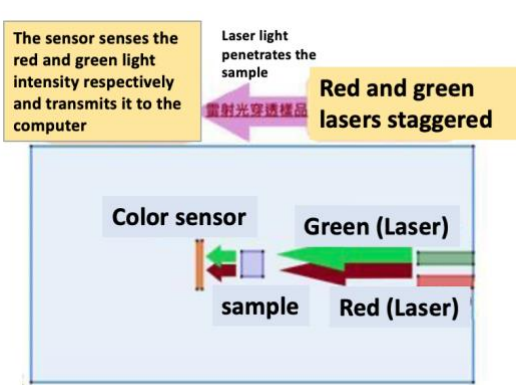 The sensor senses the
red and green light
intensity respectively
and transmits it to the
computer
Laser light
penetrates the
sample
雷射光穿透樣品
Red and green
lasers staggered
Color sensor
Green (Laser)
sample
Red (Laser)